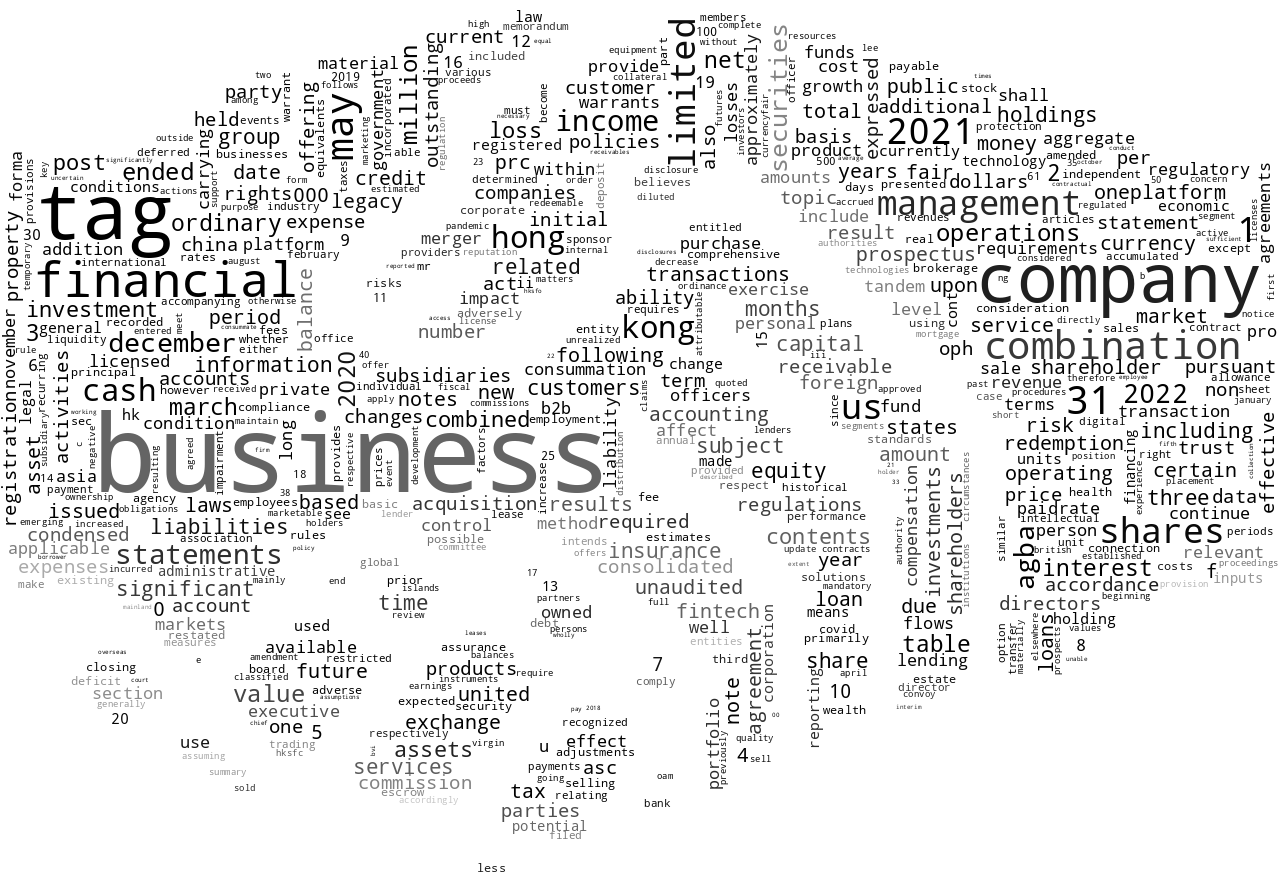 law
members
high
memorandum
complete
current
12
equal
limited
100
without
securities
resources
part
equipment
lee
16
included
million
outstanding
provide
collateral
net
approximately
officer
funds
expressed
payable
material
various
cost
times
two
2019
proceeds
customer
19
growth
public
stock
shall
party
follows
among
warrant
offering
may
government
must
become
warrants
futures
losses
total
additional
holdings
held
events
equivalents
marketing
incorporated
regulation
necessary
loss
income
also
investors
currency
fair
basis
2021
protection
outside
carrying
group
taxes
able
registered
policies
product
currently
money
aggregate
key
post
significantly
deferred
businesses
credit
23
prc
within
disclosure
500
average
technology
amended
per
provisions
uncertain
ended
date
estimated
determined
order
deposit
believes
years
fair
35
independent
regulatory
property
forma
conditions
actions
support
form
companies
redeemable
diluted
amounts
days
presented
dollars
61
2
contractual
50
concern
tag
rights
000
legacy
corporate
initial
topic
accrued
management
oneplatform
economic
purpose
industry
pandemic
sponsor
entitled
include
revenues
articles
regulated
segment
licenses
30
ordinary
expense
merger
hong
internal
purchase
result
real
operations
statement
active
1
agreements
addition
china
platform
9
providers
reputation
disclosures
comprehensive
authorities
prospectus
requirements
currency
sufficient
except
temporary
international
rates
august
february
reported
mr
related
decrease
transactions
brokerage
considered
accumulated
financial
balance
risks
impact
actii
matters
ability
ordinance
exercise
technologies
tandem
upon
ng
company
b
first
registration
november
investment
accompanying
otherwise
11
adversely
hksfo
requires
months
level
cont
consideration
market
notice
3
general
recorded
period
access
license
number
kong
attributable
personal
plans
using
service
directly
sales
contract
pro
rule
liquidity
entered
meet
consummate
fees
office
entity
unrealized
receivables
15
capital
mortgage
oph
combination
december
whether
either
6
legal
recurring
activities
licensed
information
2020
40
offer
22
following
change
iii
receivable
sale
shareholder
pursuant
principal
accounts
subsidiaries
consummation
claims
term
quoted
foreign
approved
past
revenue
therefore
employee
allowance
asset
subsidiary
ownership
cash
however
received
private
individual
fiscal
new
customers
officers
since
us
fund
case
procedures
31
2022
non
sheet
working
hk
march
compliance
apply
notes
commissions
b2b
accounting
segments
short
terms
digital
transaction
january
sec
condition
maintain
changes
combined
employment
liability
affect
lenders
states
risk
including
c
negative
business
long
provides
respective
prices
event
development
factors
annual
subject
standards
redemption
financing
fifth
right
trust
collection
effective
14
asia
resulting
agreed
impairment
firm
18
25
increase
distribution
made
provided
described
equity
amount
21
holder
units
position
experience
operating
certain
placement
payment
38
marketable
respect
historical
33
circumstances
price
health
three
data
issued
agency
obligations
laws
employees
based
see
basic
acquisition
lease
results
fee
regulations
compensation
investments
shareholders
paid
rate
intellectual
continue
emerging
increased
liabilities
holders
lender
control
method
required
performance
authority
similar
person
unit
established
shares
periods
condensed
association
rules
possible
estimates
contents
british
connection
applicable
borrower
statements
policy
committee
intends
offers
insurance
update
contracts
institutions
agba
relevant
expenses
incurred
administrative
global
consolidated
extent
year
interest
costs
f
proceedings
make
existing
significant
mainly
end
prior
17
unaudited
solutions
mandatory
accordance
provision
inputs
islands
13
loan
beginning
mainland
0
account
time
partners
full
fintech
means
due
directors
markets
review
owned
flows
holding
restated
used
debt
persons
well
covid
table
option
transfer
materially
elsewhere
loans
prospects
values
measures
wholly
entities
primarily
8
available
leases
agreement
corporation
unable
overseas
e
amendment
restricted
assurance
balances
7
third
share
lending
closing
board
future
products
require
classified
instruments
comply
april
estate
deficit
court
adverse
earnings
note
10
director
section
value
assumptions
expected
united
portfolio
reporting
convoy
generally
executive
security
pay
2018
wealth
interim
20
chief
one
5
exchange
recognized
00
respectively
previously
quality
use
trading
hksfc
bvi
assets
virgin
u
effect
adjustments
4
sell
assuming
services
payments
asc
summary
going
oam
commission
selling
sold
escrow
tax
relating
bank
accordingly
parties
potential
filed
less